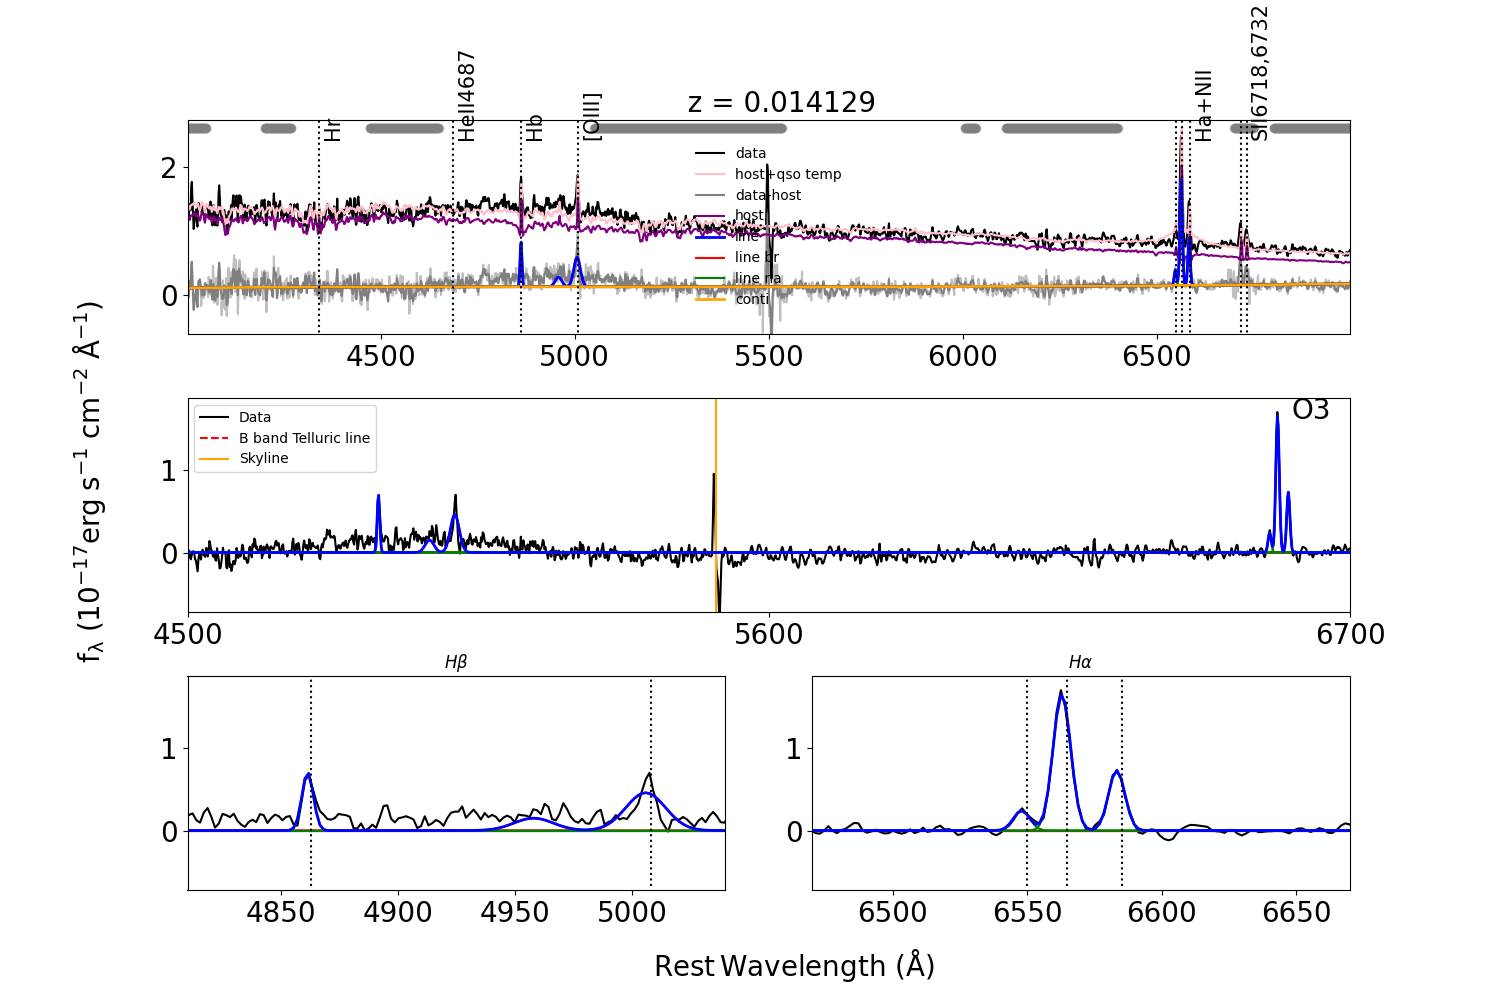 z = 0.014129
Hr
HeII4687
Hb
[OIII]
Ha+NII
SII6718,6732
data
host+qso temp
data-host
host
line
line br
line na
conti
2
0
4500
5000
5500
6000
6500
Data
B band Telluric line
Skyline
O3
1
0
4500
5600
6700
fλ (10−17erg s−1 cm−2 Å−1)
Hβ
1
0
4850
4900
4950
5000
Hα
1
0
6500
6550
6600
6650
Rest Wavelength (Å)